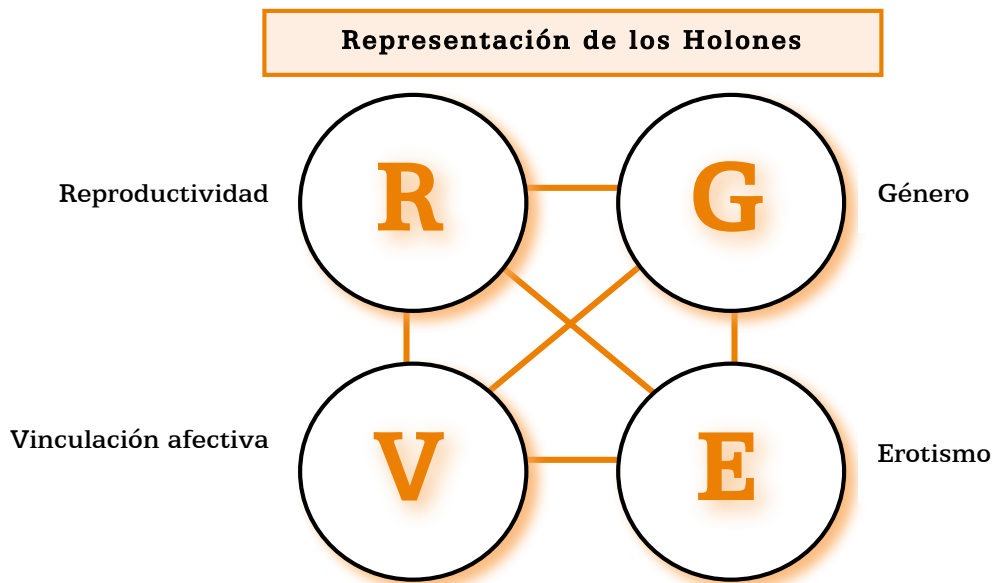 Representación de los Holones
Reproductividad
R
G
Género
Vinculación afectiva
V
E
Erotismo